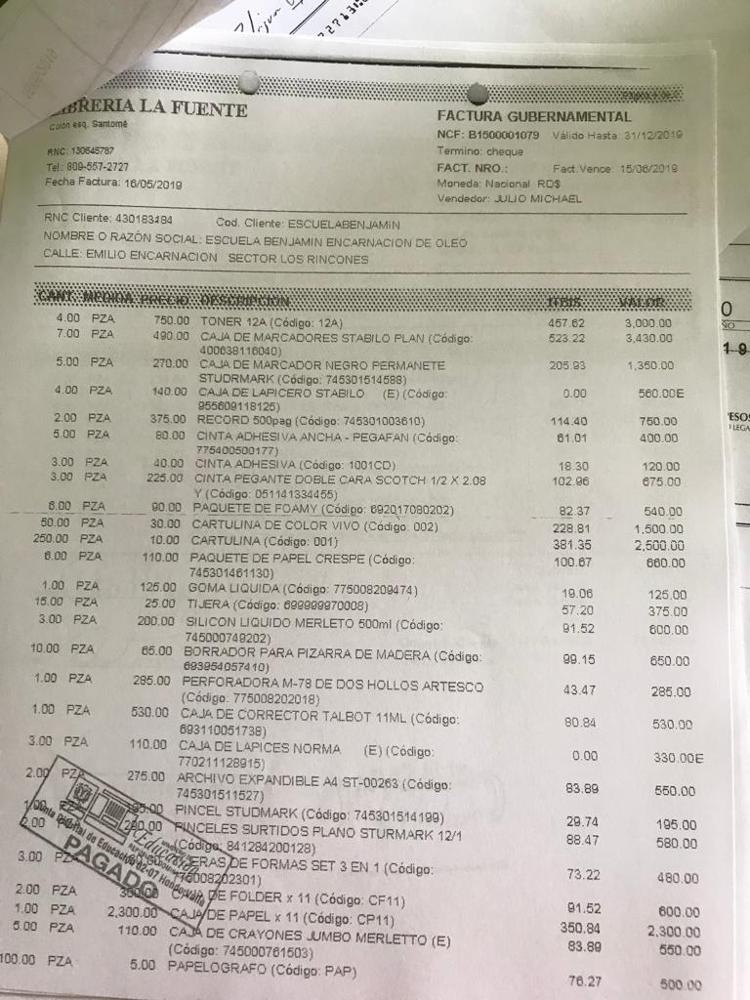 LIBRERIA LA FUENTE
Colón esq. Santomé
RNC: 130645787
Tel.: 809-557-2727
Fecha Factura: 16/05/2019
FACTURA GUBERNAMENTAL
NCF: B1500001079 Válido Hasta: 31/12/2019
Termino: cheque
FACT. NRO.: Fact.Vence: 15/06/2019
Moneda: Nacional RD$
Vendedor: JULIO MICHAEL
RNC Cliente: 430183484 Cod. Cliente: ESCUELABENJAMIN
NOMBRE O RAZÓN SOCIAL: ESCUELA BENJAMIN ENCARNACION DE OLEO
CALLE: EMILIO ENCARNACION SECTOR LOS RINCONES
CANT. MEDIDA PRECIO DESCRIPCION ITBIS VALOR
4.00 PZA 750.00 TONER 12A (Código: 12A) 457.62 3,000.00
7.00 PZA 490.00 CAJA DE MARCADORES STABILO PLAN (Código: 523.22 3,430.00
400638116040)
5.00 PZA 270.00 CAJA DE MARCADOR NEGRO PERMANETE 205.93 1,350.00
STUDRMARK (Código: 745301514588)
4.00 PZA 140.00 CAJA DE LAPICERO STABILO (E) (Código: 0.00 560.00E
955609118125)
2.00 PZA 375.00 RECORD 500pag (Código: 745301003610) 114.40 750.00
5.00 PZA 80.00 CINTA ADHESIVA ANCHA - PEGAFAN (Código: 61.01 400.00
775400500177)
3.00 PZA 40.00 CINTA ADHESIVA (Código: 1001CD) 18.30 120.00
3.00 PZA 225.00 CINTA PEGANTE DOBLE CARA SCOTCH 1/2 X 2.08 102.96 675.00
Y (Código: 051141334455)
6.00 PZA 90.00 PAQUETE DE FOAMY (Código: 692017080202) 82.37 540.00
50.00 PZA 30.00 CARTULINA DE COLOR VIVO (Código: 002) 228.81 1,500.00
250.00 PZA 10.00 CARTULINA (Código: 001) 381.35 2,500.00
6.00 PZA 110.00 PAQUETE DE PAPEL CRESPE (Código: 100.67 660.00
745301461130)
1.00 PZA 125.00 GOMA LIQUIDA (Código: 775008209474) 19.06 125.00
15.00 PZA 25.00 TIJERA (Código: 699999970008) 57.20 375.00
3.00 PZA 200.00 SILICON LIQUIDO MERLETO 500ml (Código: 91.52 600.00
745000749202)
10.00 PZA 65.00 BORRADOR PARA PIZARRA DE MADERA (Código: 99.15 650.00
693954057410)
1.00 PZA 285.00 PERFORADORA M-78 DE DOS HOLLOS ARTESCO 43.47 285.00
(Código: 775008202018)
1.00 PZA 530.00 CAJA DE CORRECTOR TALBOT 11ML (Código: 80.84 530.00
693110051738)
3.00 PZA 110.00 CAJA DE LAPICES NORMA (E) (Código: 0.00 330.00E
770211128915)
2.00 PZA 275.00 ARCHIVO EXPANDIBLE A4 ST-00263 (Código: 83.89 550.00
745301511527)
1.00 PZA 195.00 PINCEL STUDMARK (Código: 745301514199) 29.74 195.00
2.00 290.00 PINCELES SURTIDOS PLANO STURMARK 12/1 88.47 580.00
(Código: 841284200128)
3.00 PZA DE FORMAS SET 3 EN 1 (Código: 73.22 480.00
775008202301)
2.00 PZA 300.00 CAJA DE FOLDER x 11 (Código: CF11) 91.52 600.00
1.00 PZA 2,300.00 CAJA DE PAPEL x 11 (Código: CP11) 350.84 2,300.00
5.00 PZA 110.00 CAJA DE CRAYONES JUMBO MERLETTO (E) 83.89 550.00
(Código: 745000761503)
100.00 PZA 5.00 PAPELOGRAFO (Código: PAP) 76.27 500.00
Educación
Junta Distrital de Educación 02-07 Hondo Valle
PAGADO